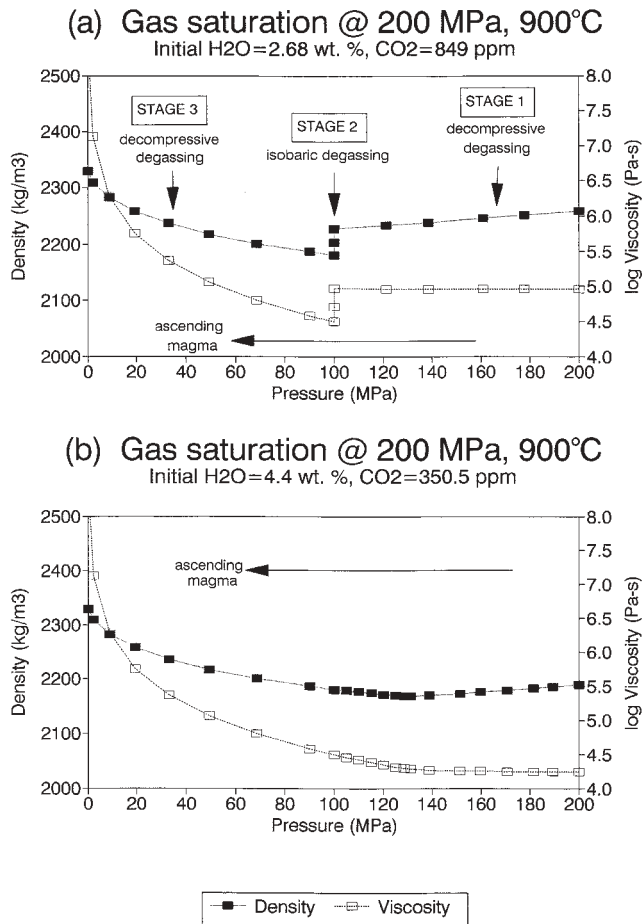 (a) Gas saturation @ 200 MPa, 900°C
Initial H2O=2.68 wt. %, CO2=849 ppm
2500
2400
2300
2200
2100
2000
Density (kg/m3)
8.0
7.5
7.0
6.5
6.0
5.5
5.0
4.5
4.0
log Viscosity (Pa-s)
STAGE 3
decompressive
degassing
STAGE 2
isobaric degassing
STAGE 1
decompressive
degassing
ascending
magma
0 20 40 60 80 100 120 140 160 180 200
Pressure (MPa)
(b) Gas saturation @ 200 MPa, 900°C
Initial H2O=4.4 wt. %, CO2=350.5 ppm
2500
2400
2300
2200
2100
2000
Density (kg/m3)
8.0
7.5
7.0
6.5
6.0
5.5
5.0
4.5
4.0
log Viscosity (Pa-s)
ascending
magma
0 20 40 60 80 100 120 140 160 180 200
Pressure (MPa)
Density Viscosity